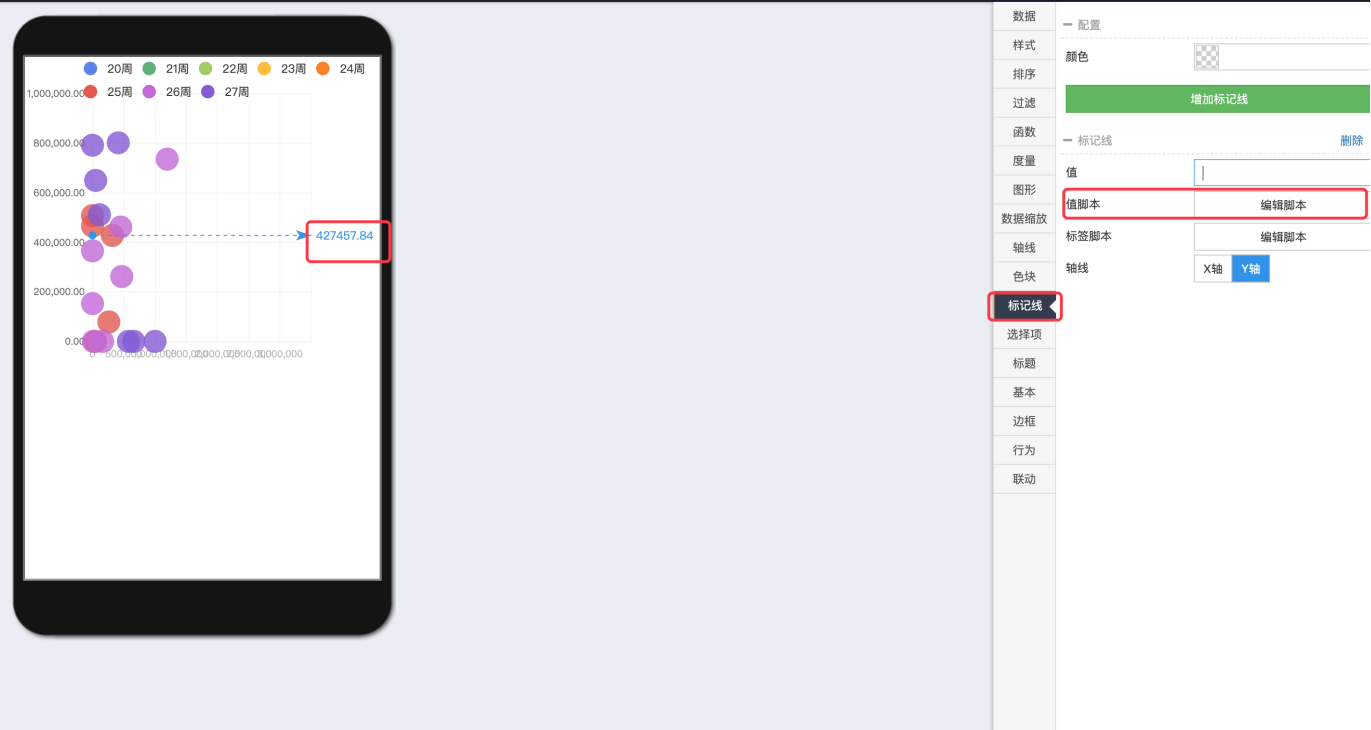 20周 21周 22周 23周 24周
25周 26周 27周
1,000,000.00
800,000.00
600,000.00
400,000.00
200,000.00
0.00
427457.84
0
数据
样式
排序
过滤
函数
度量
图形
数据缩放
轴线
色块
标记线
选择项
标题
基本
边框
行为
联动
配置
颜色
增加标记线
标记线 删除
值
值脚本 编辑脚本
标签脚本 编辑脚本
轴线 X轴 Y轴